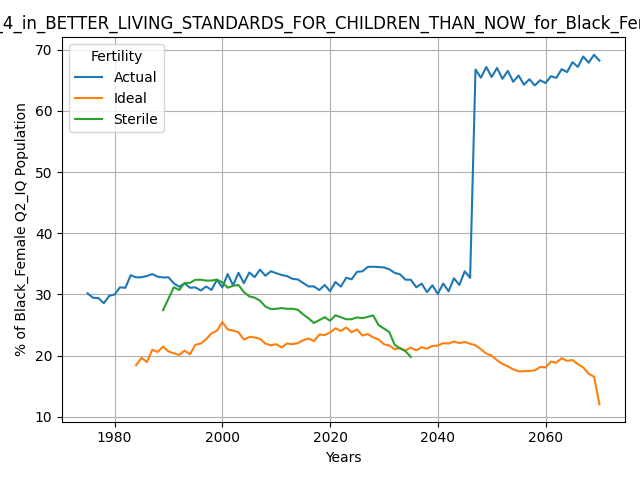 _4_in_BETTER_LIVING_STANDARDS_FOR_CHILDREN_THAN_NOW_for_Black_Fe
Fertility
Actual
Ideal
Sterile
% of Black_Female Q2_IQ Population
70
60
50
40
30
20
10
1980
2000
2020
2040
2060
Years